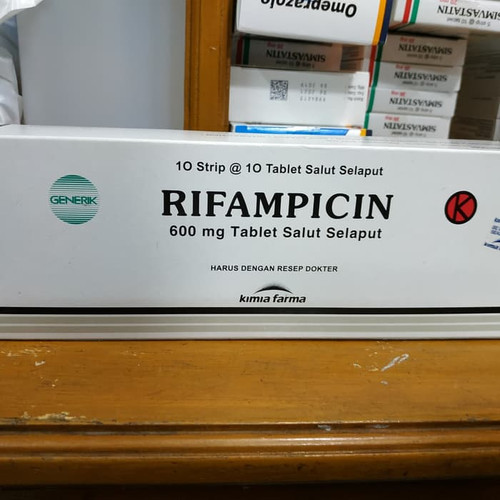 Omeprazole
SIMVASTATIN
SIMVASTATIN
SIMVASTATIN
SIMVASTATIN
10 Strip @ 10 Tablet Salut Selaput
GENERIK
RIFAMPICIN
K
600 mg Tablet Salut Selaput
HARUS DENGAN RESEP DOKTER
kimia farma